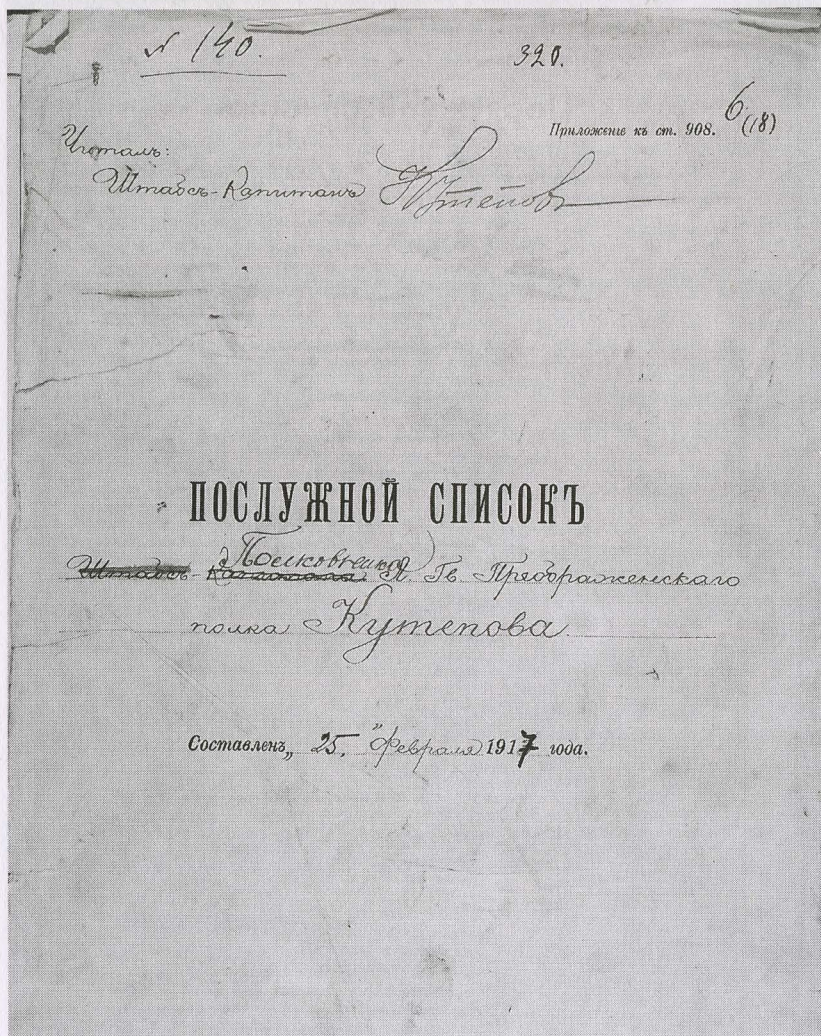 № 140.
320.
Приложеніе къ ст. 908.
6
(18)
Читалъ:
Штабсъ-Капитанъ Кутеповъ
ПОСЛУЖНОЙ СПИСОКЪ
Полковника
Штабсъ-Капитана Л. Гв. Преображенскаго
полка Кутепова.
Составленъ „ 25. " февраля 1917 года.